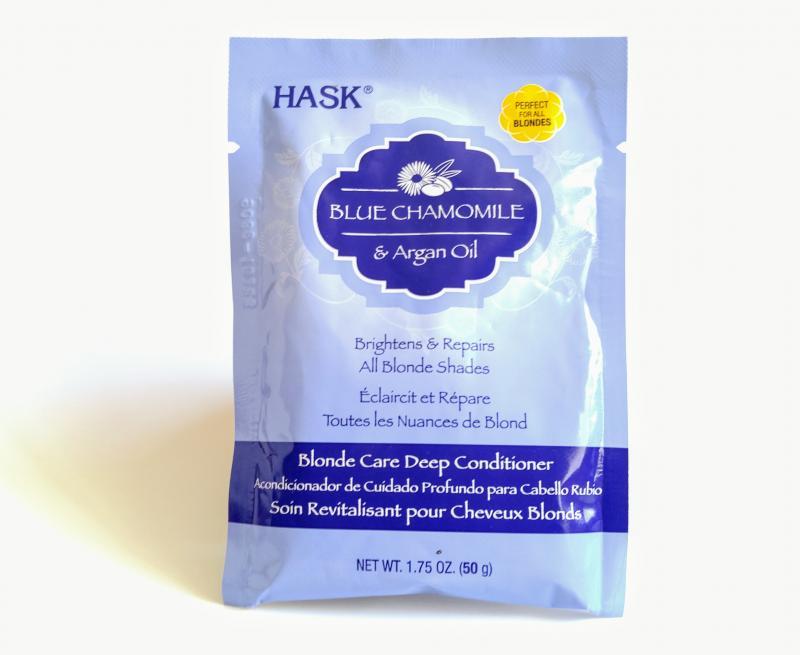 HASK®
PERFECT
FOR ALL
BLONDES
BLUE CHAMOMILE
& Argan Oil
Brightens & Repairs
All Blonde Shades
Éclaircit et Répare
Toutes les Nuances de Blond
Blonde Care Deep Conditioner
Acondicionador de Cuidado Profundo para Cabello Rubio
Soin Revitalisant pour Cheveux Blonds
NET WT. 1.75 OZ. (50 g)